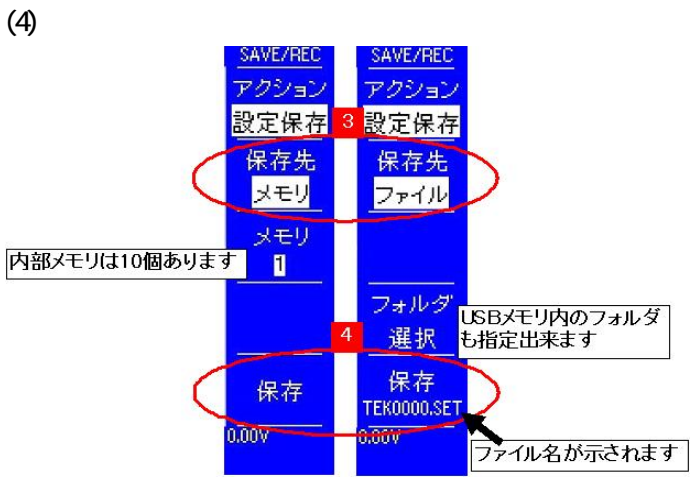 (4)
SAVE/REC
アクション
設定保存
保存先
メモリ
メモリ
1
保存
0.00V
SAVE/REC
アクション
設定保存
保存先
ファイル
フォルダ
選択
保存
TEK0000.SET
0.00V
3
4
内部メモリは10個あります
USBメモリ内のフォルダ
も指定出来ます
ファイル名が示されます